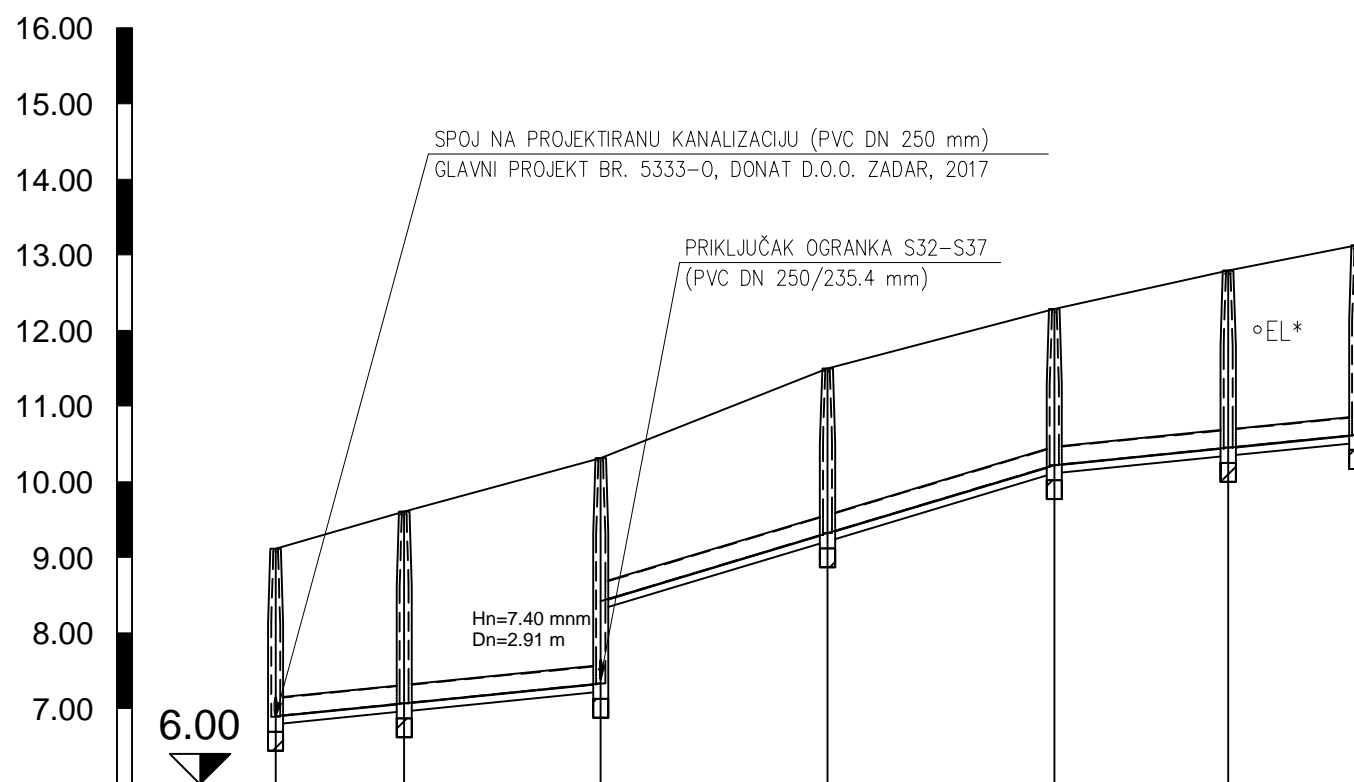 16.00
15.00
14.00
13.00
12.00
11.00
10.00
9.00
8.00
7.00
6.00
SPOJ NA PROJEKTIRANU KANALIZACIJU (PVC DN 250 mm)
GLAVNI PROJEKT BR. 5333-O, DONAT D.O.O. ZADAR, 2017
PRIKLJUČAK OGRANKA S32-S37
(PVC DN 250/235.4 mm)
EL*
Hn=7.40 mnm
Dn=2.91 m